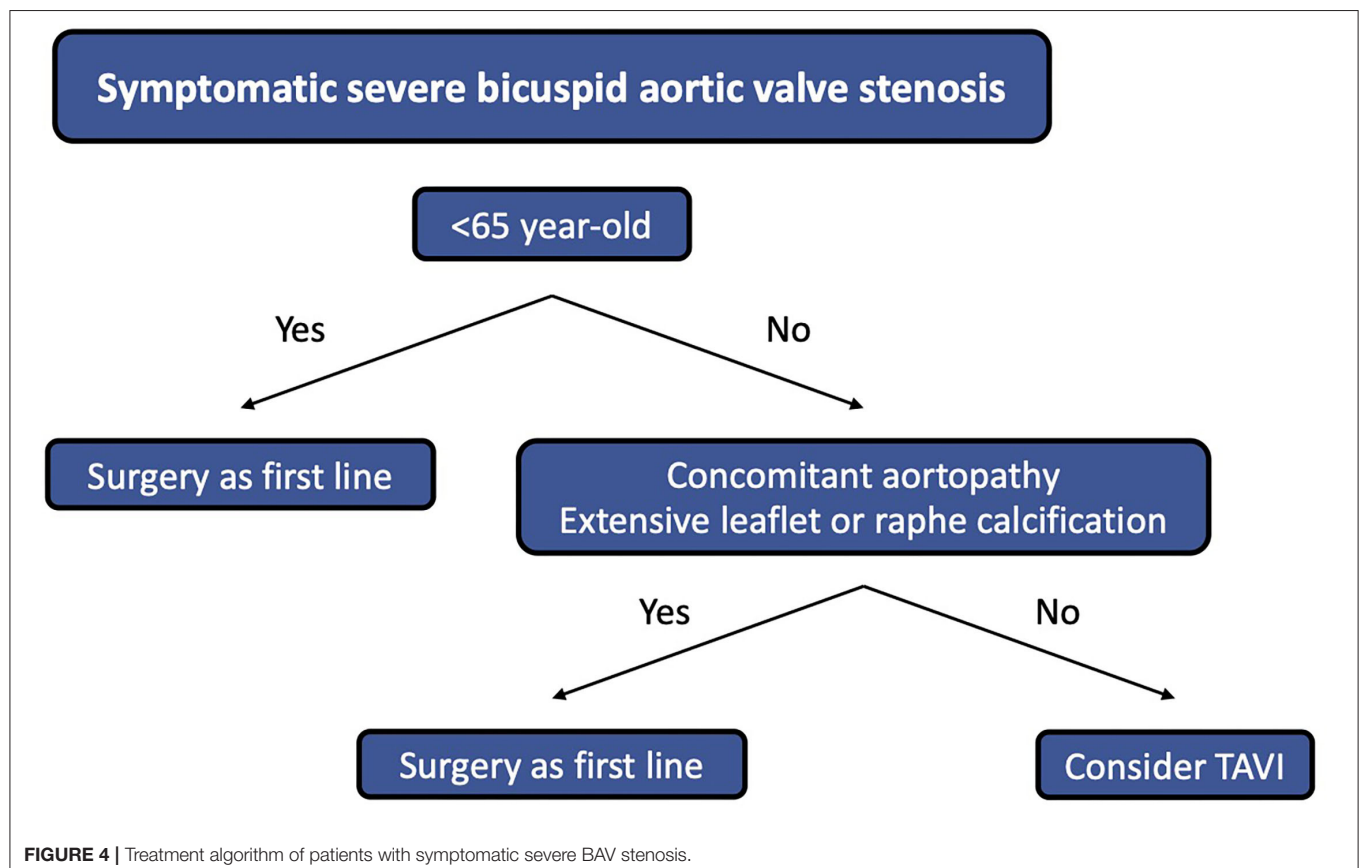 Symptomatic severe bicuspid aortic valve stenosis
<65 year-old
Yes
No
Surgery as first line
Concomitant aortopathy
Extensive leaflet or raphe calcification
Yes
No
Surgery as first line
Consider TAVI
FIGURE 4 | Treatment algorithm of patients with symptomatic severe BAV stenosis.